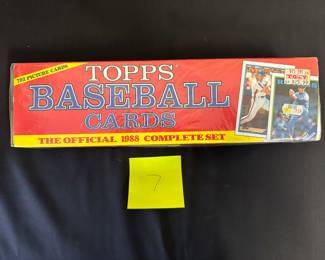 792 PICTURE CARDS
TOPPS
BASEBALL
CARDS
THE OFFICIAL 1988 COMPLETE SET
7